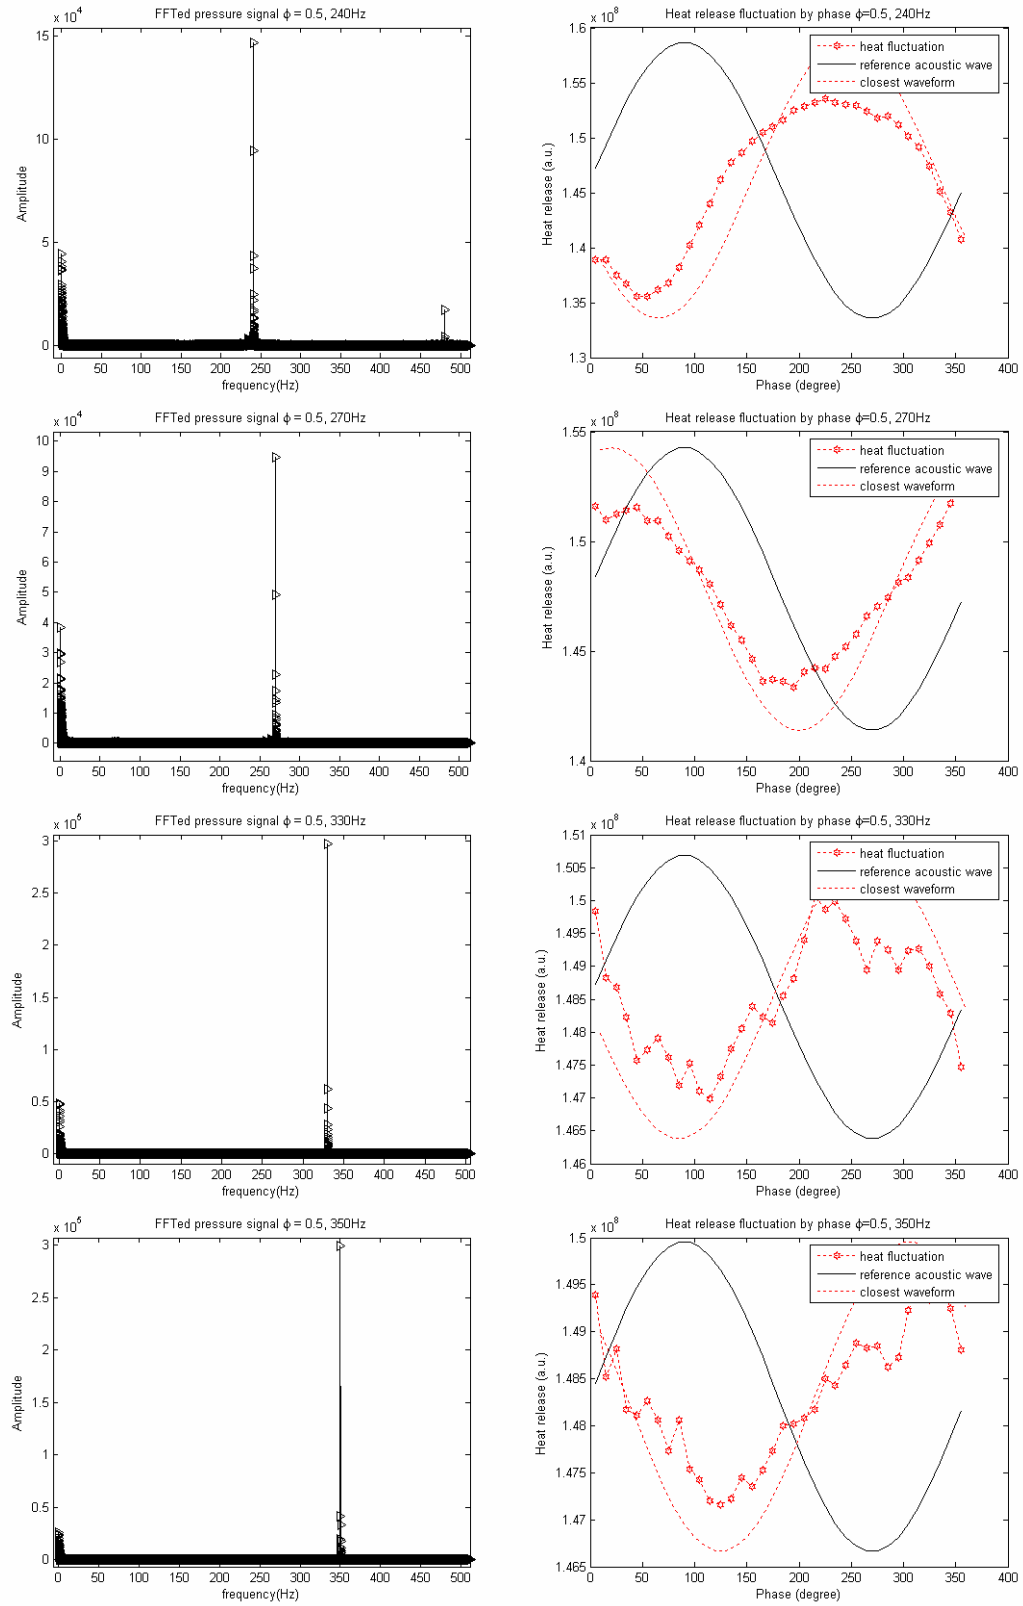 FFTed pressure signal ϕ = 0.5, 240Hz
x 10^4
15
10
5
0
Amplitude
0 50 100 150 200 250 300 350 400 450 500
frequency(Hz)
Heat release fluctuation by phase ϕ=0.5, 240Hz
x 10^8
1.6
1.55
1.5
1.45
1.4
1.35
1.3
Heat release (a.u.)
heat fluctuation
reference acoustic wave
closest waveform
0 50 100 150 200 250 300 350 400
Phase (degree)
FFTed pressure signal ϕ = 0.5, 270Hz
x 10^4
10
9
8
7
6
5
4
3
2
1
0
Amplitude
0 50 100 150 200 250 300 350 400 450 500
frequency(Hz)
Heat release fluctuation by phase ϕ=0.5, 270Hz
x 10^8
1.55
1.5
1.45
1.4
Heat release (a.u.)
heat fluctuation
reference acoustic wave
closest waveform
0 50 100 150 200 250 300 350 400
Phase (degree)
FFTed pressure signal ϕ = 0.5, 330Hz
x 10^5
3
2.5
2
1.5
1
0.5
0
Amplitude
0 50 100 150 200 250 300 350 400 450 500
frequency(Hz)
Heat release fluctuation by phase ϕ=0.5, 330Hz
x 10^8
1.51
1.505
1.5
1.495
1.49
1.485
1.48
1.475
1.47
1.465
1.46
Heat release (a.u.)
heat fluctuation
reference acoustic wave
closest waveform
0 50 100 150 200 250 300 350 400
Phase (degree)
FFTed pressure signal ϕ = 0.5, 350Hz
x 10^5
3
2.5
2
1.5
1
0.5
0
Amplitude
0 50 100 150 200 250 300 350 400 450 500
frequency(Hz)
Heat release fluctuation by phase ϕ=0.5, 350Hz
x 10^8
1.5
1.495
1.49
1.485
1.48
1.475
1.47
1.465
Heat release (a.u.)
heat fluctuation
reference acoustic wave
closest waveform
0 50 100 150 200 250 300 350 400
Phase (degree)